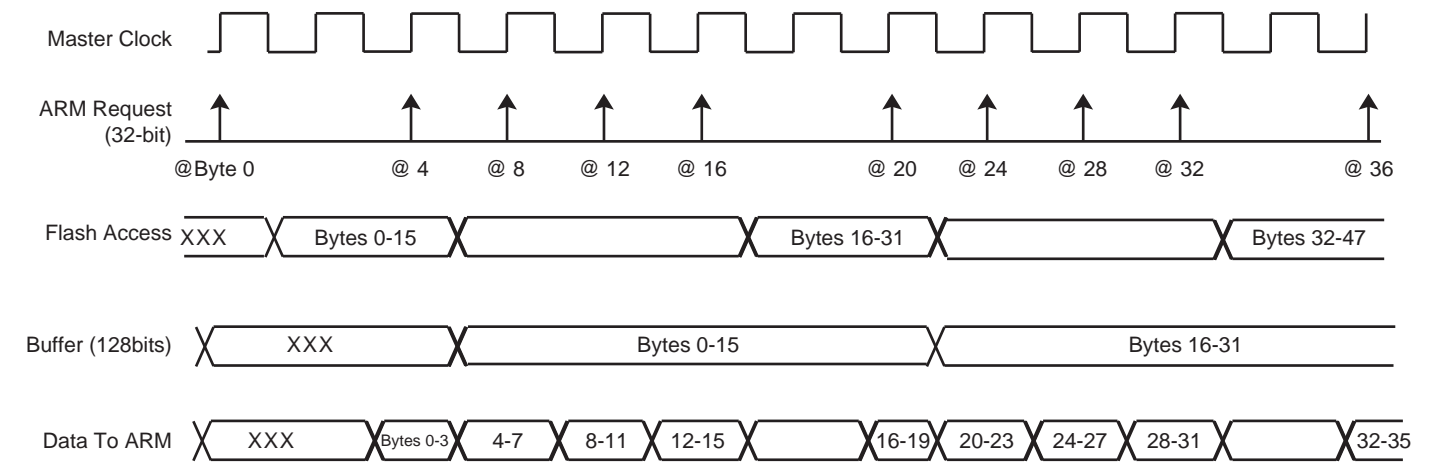 Master Clock
ARM Request
(32-bit)
@Byte 0 @ 4 @ 8 @ 12 @ 16 @ 20 @ 24 @ 28 @ 32 @ 36
Flash Access XXX Bytes 0-15 Bytes 16-31 Bytes 32-47
Buffer (128bits) XXX Bytes 0-15 Bytes 16-31
Data To ARM XXX Bytes 0-3 4-7 8-11 12-15 16-19 20-23 24-27 28-31 32-35